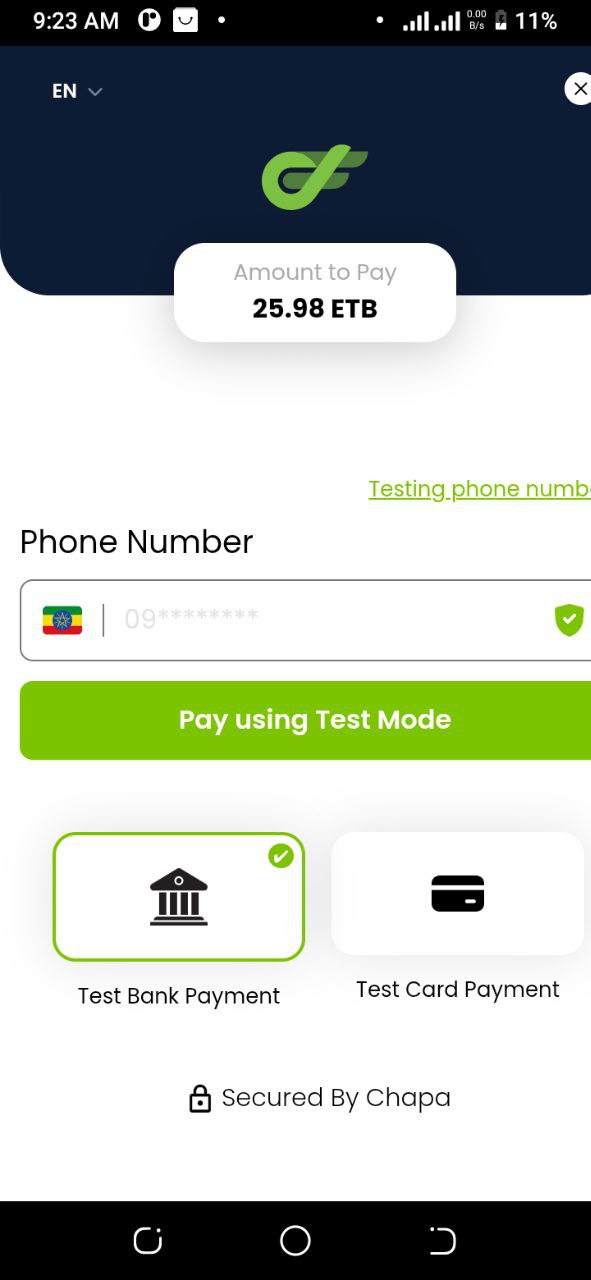 9:23 AM
0.00
B/s
11%
EN
Amount to Pay
25.98 ETB
Testing phone numb
Phone Number
09********
Pay using Test Mode
Test Bank Payment
Test Card Payment
Secured By Chapa